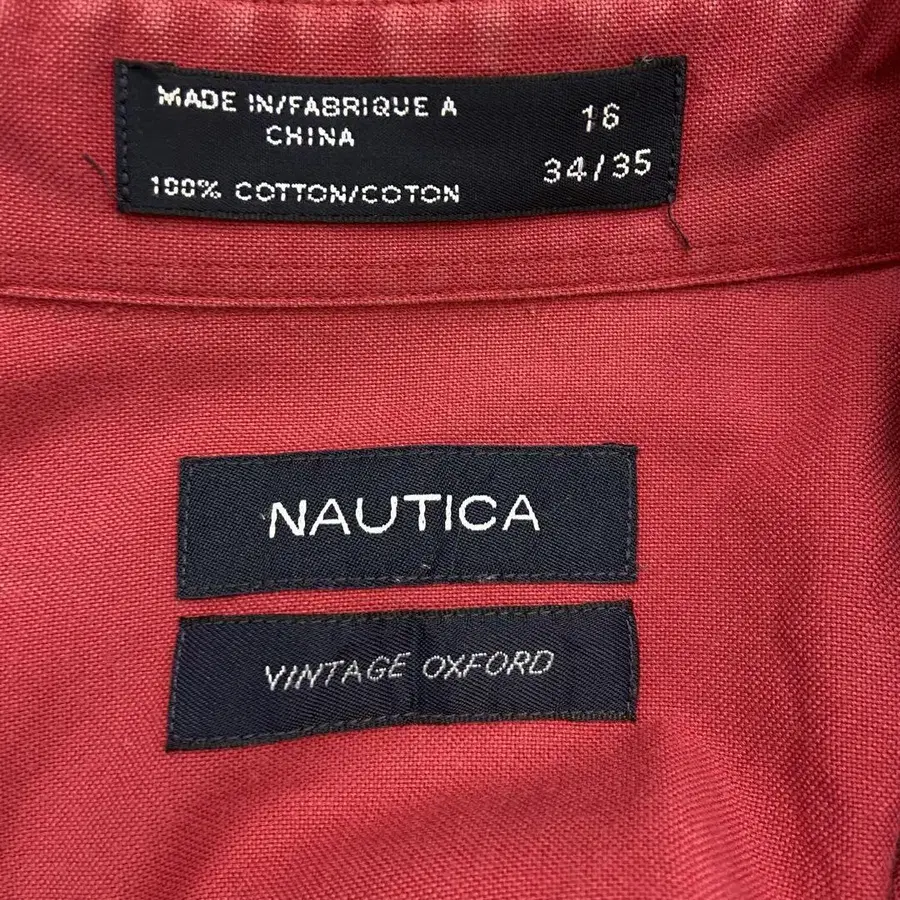 MADE IN/FABRIQUE A
CHINA
100% COTTON/COTON
16
34/35
NAUTICA
VINTAGE OXFORD